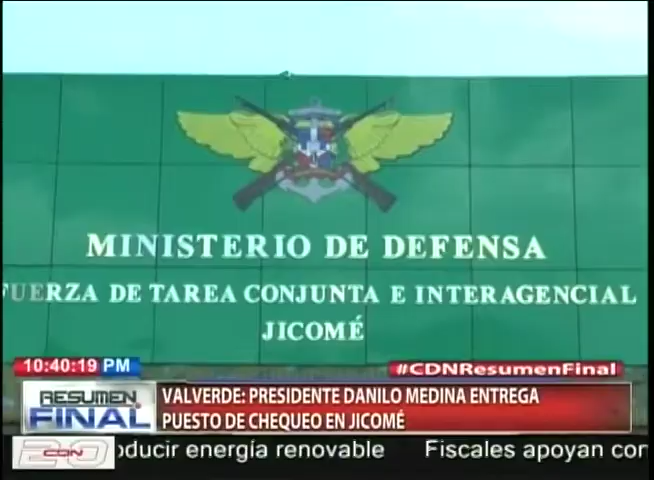 MINISTERIO DE DEFENSA
FUERZA DE TAREA CONJUNTA E INTERAGENCIAL
JICOMÉ
10:40:19 PM
#CDNResumenFinal
RESUMEN
FINAL
VALVERDE: PRESIDENTE DANILO MEDINA ENTREGA
PUESTO DE CHEQUEO EN JICOMÉ
CDN
oducir energía renovable Fiscales apoyan con